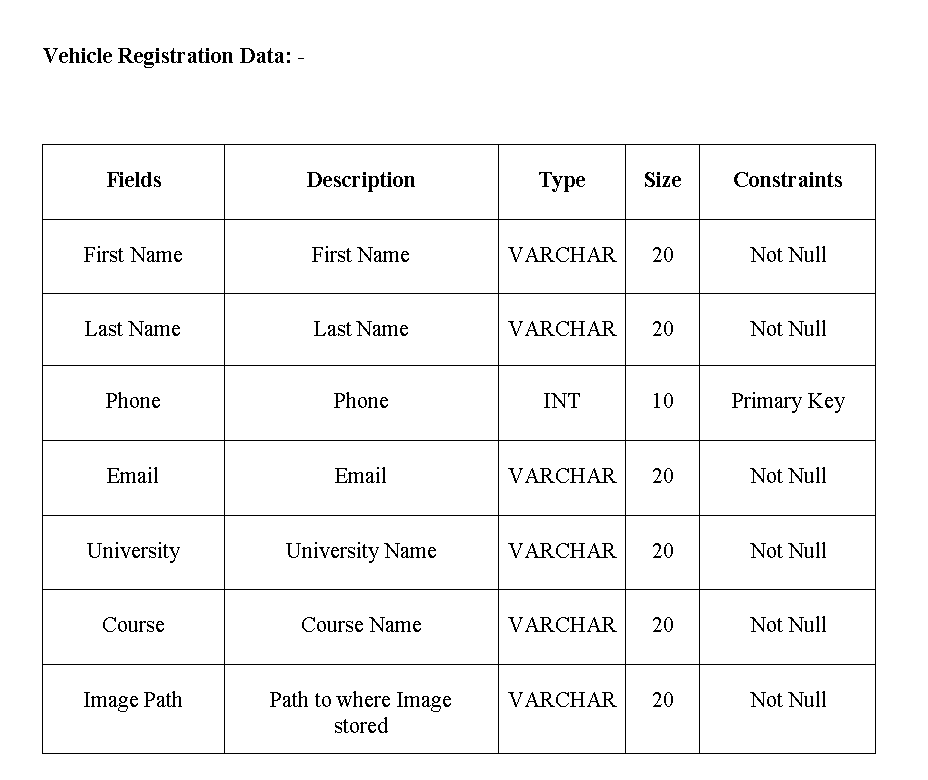 Vehicle Registration Data: -
Fields Description Type Size Constraints
First Name First Name VARCHAR 20 Not Null
Last Name Last Name VARCHAR 20 Not Null
Phone Phone INT 10 Primary Key
Email Email VARCHAR 20 Not Null
University University Name VARCHAR 20 Not Null
Course Course Name VARCHAR 20 Not Null
Image Path Path to where Image VARCHAR 20 Not Null
stored